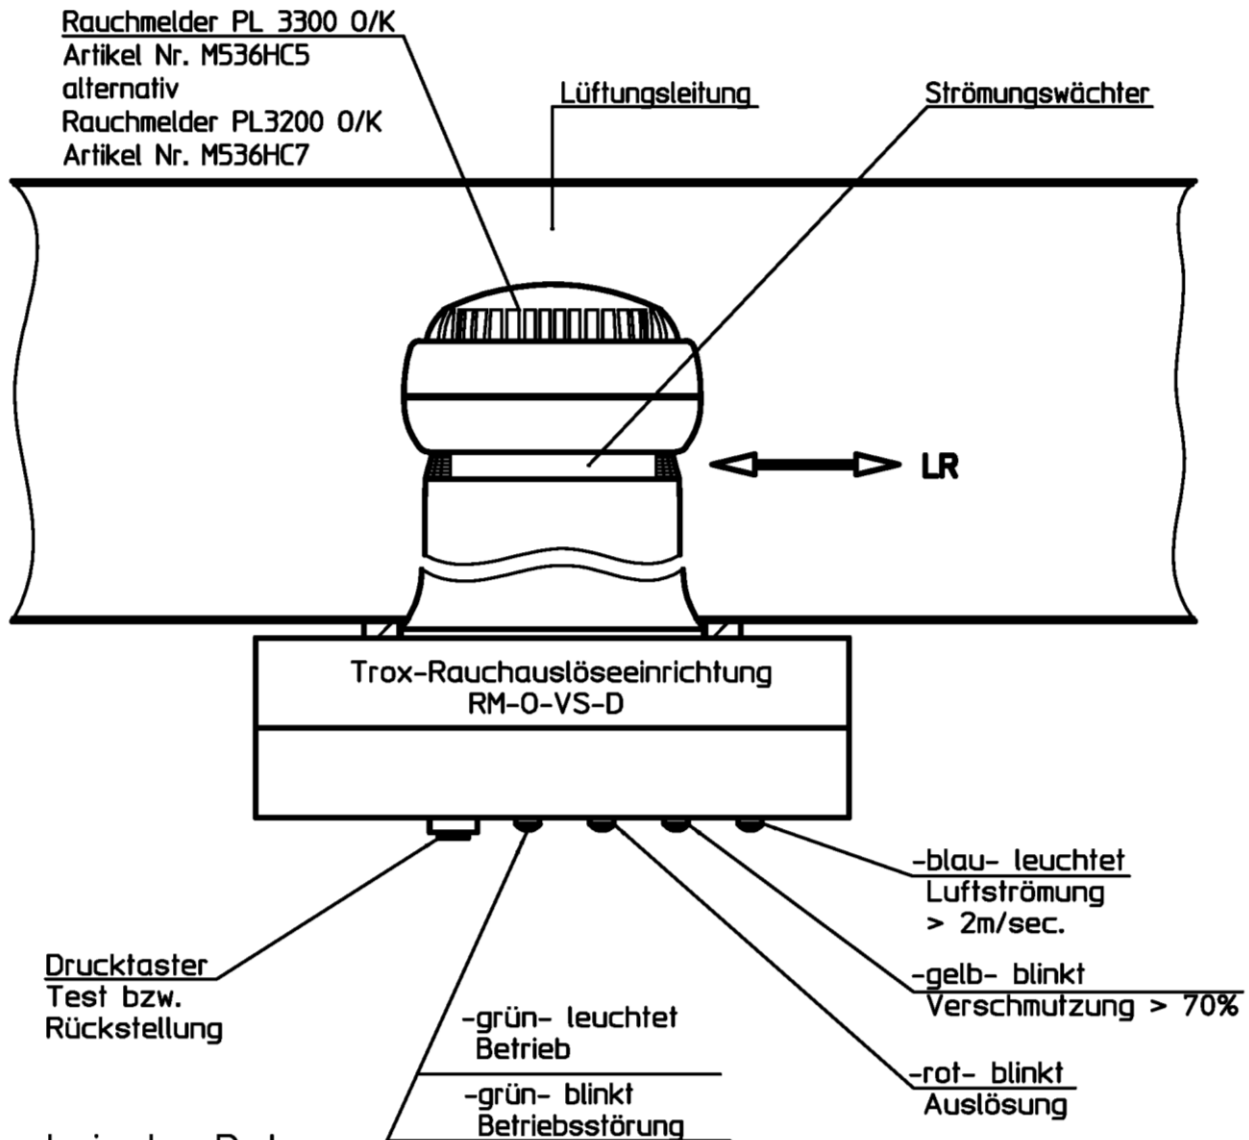 Rauchmelder PL 3300 O/K
Artikel Nr. M536HC5
alternativ
Rauchmelder PL3200 O/K
Artikel Nr. M536HC7
Lüftungsleitung
Strömungswächter
LR
Trox-Rauchauslöseeinrichtung
RM-O-VS-D
-blau- leuchtet
Luftströmung
> 2m/sec.
-gelb- blinkt
Verschmutzung > 70%
-rot- blinkt
Auslösung
-grün- leuchtet
Betrieb
-grün- blinkt
Betriebsstörung
Drucktaster
Test bzw.
Rückstellung